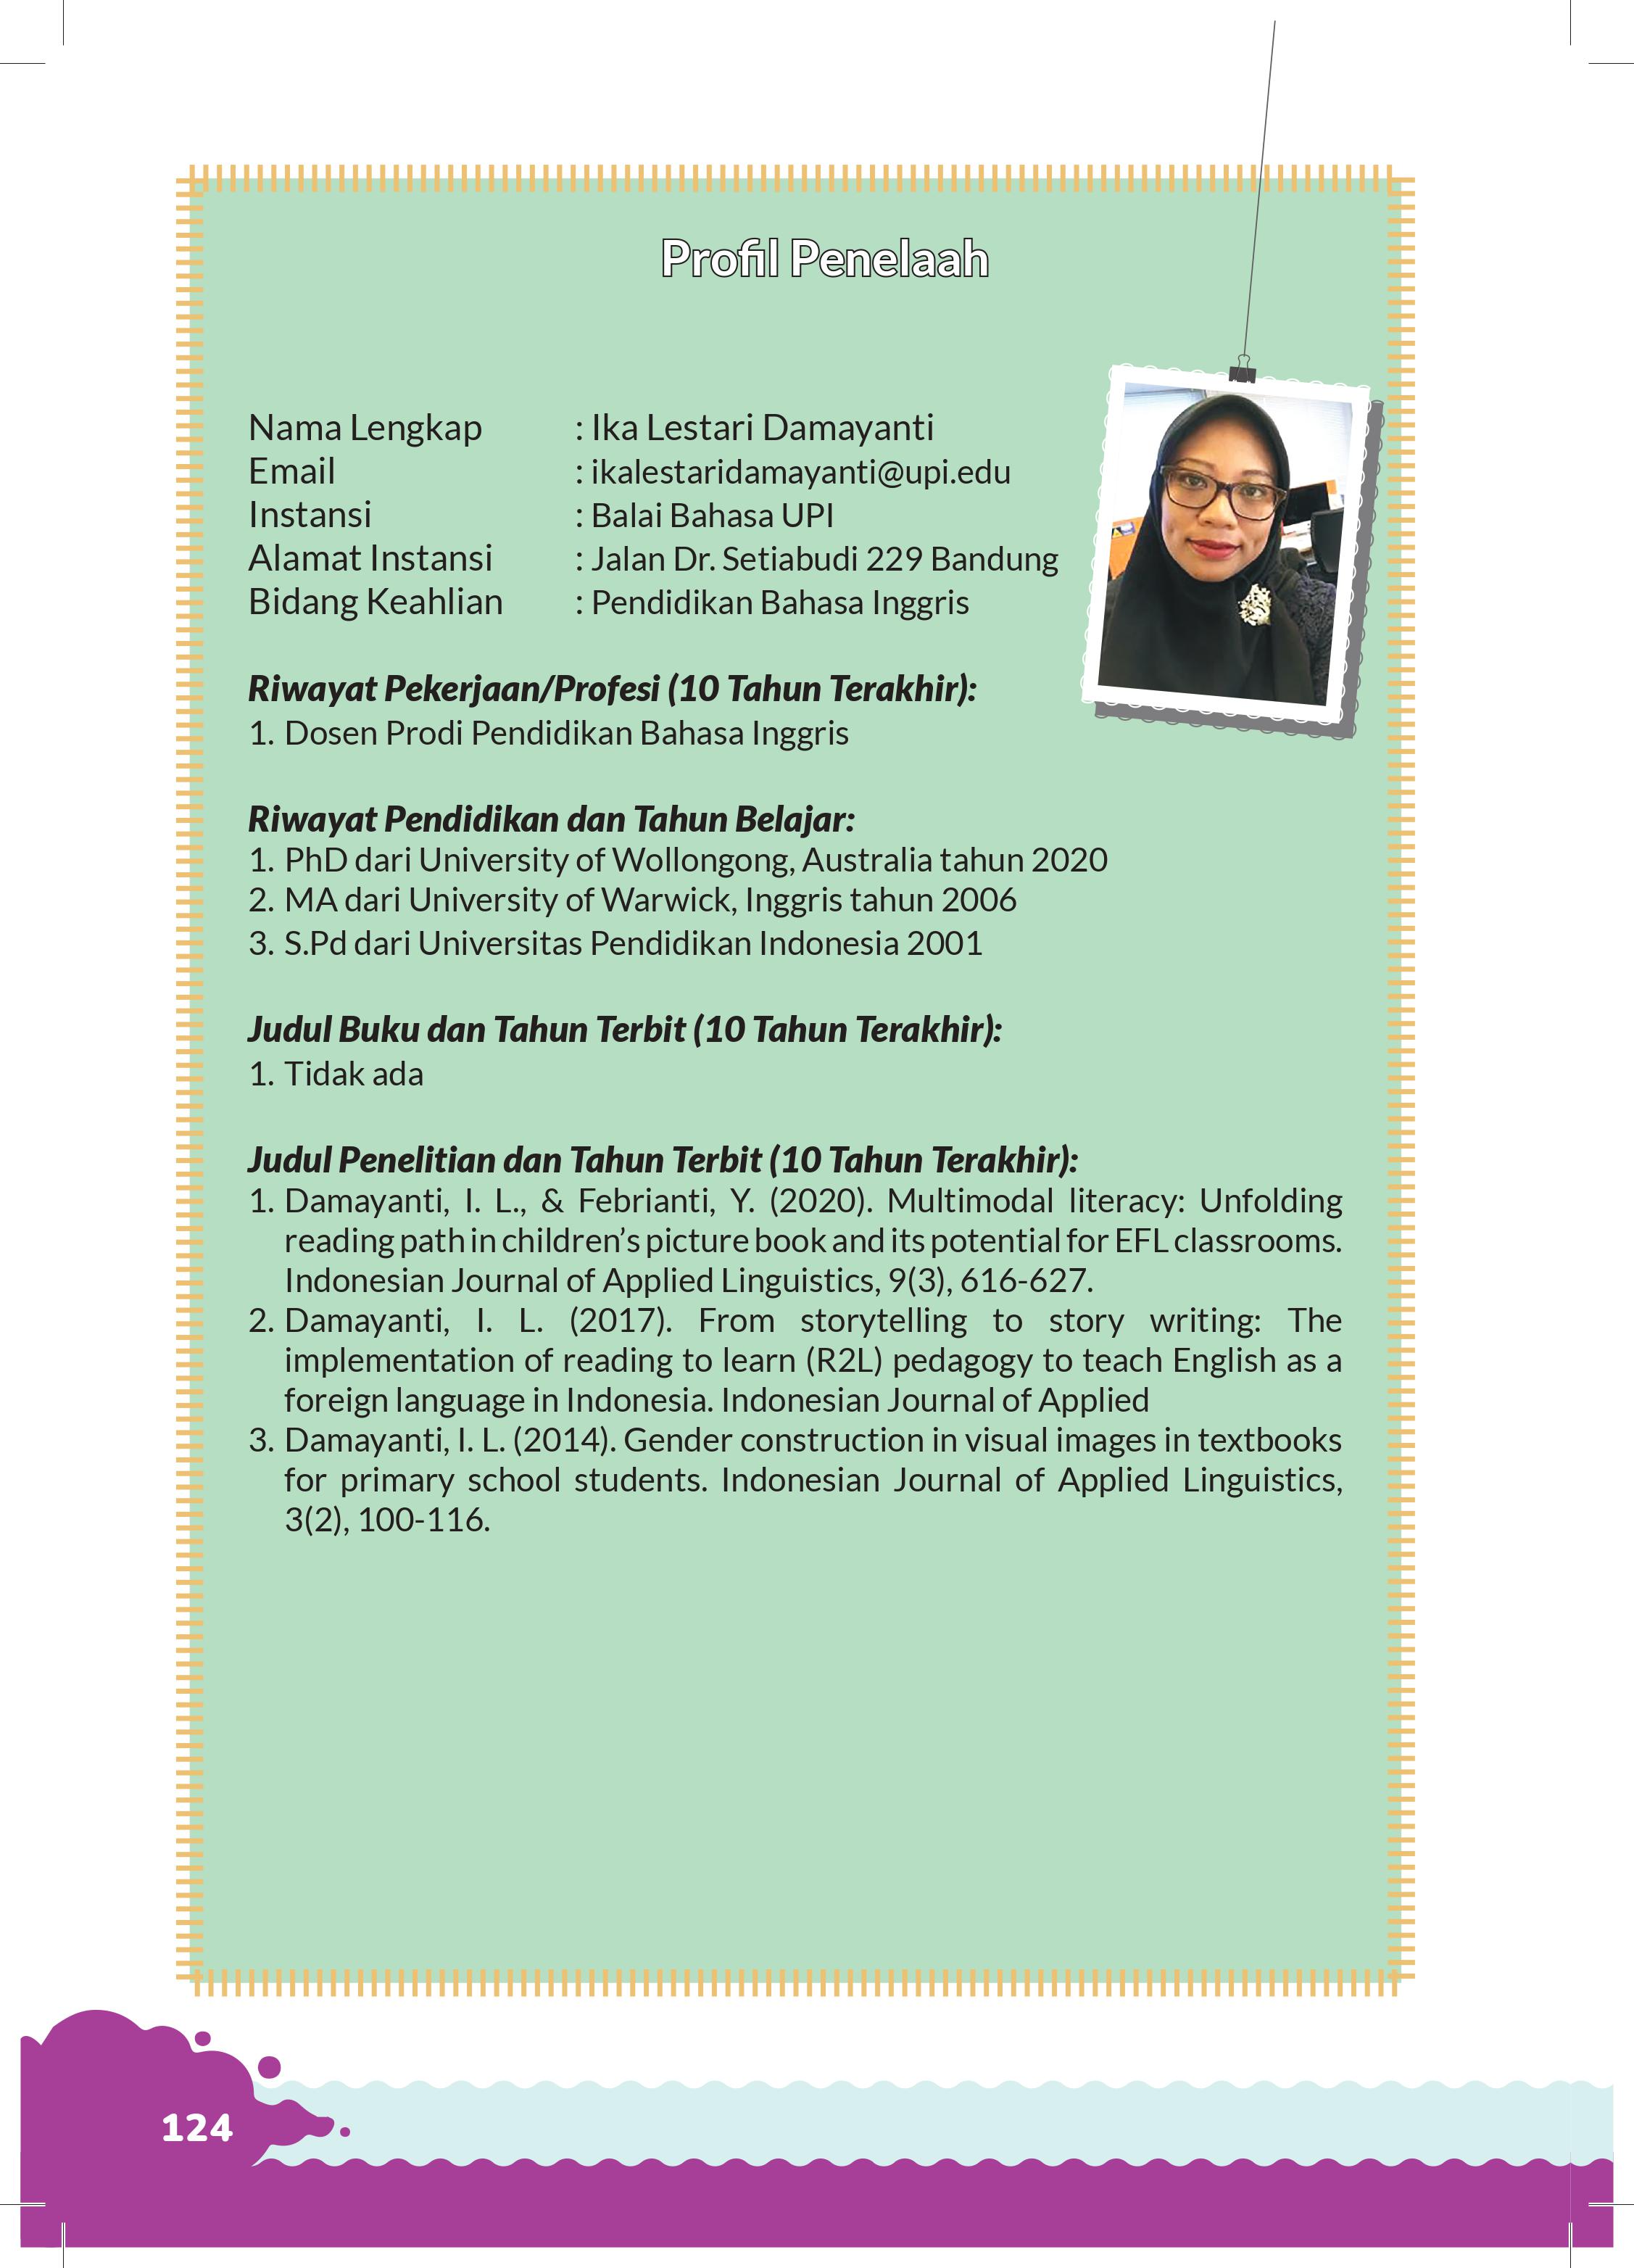 Profil Penelaah
Nama Lengkap : Ika Lestari Damayanti
Email : ikalestaridamayanti@upi.edu
Instansi : Balai Bahasa UPI
Alamat Instansi : Jalan Dr. Setiabudi 229 Bandung
Bidang Keahlian : Pendidikan Bahasa Inggris
Riwayat Pekerjaan/Profesi (10 Tahun Terakhir):
1. Dosen Prodi Pendidikan Bahasa Inggris
Riwayat Pendidikan dan Tahun Belajar:
1. PhD dari University of Wollongong, Australia tahun 2020
2. MA dari University of Warwick, Inggris tahun 2006
3. S.Pd dari Universitas Pendidikan Indonesia 2001
Judul Buku dan Tahun Terbit (10 Tahun Terakhir):
1. Tidak ada
Judul Penelitian dan Tahun Terbit (10 Tahun Terakhir):
1. Damayanti, I. L., & Febrianti, Y. (2020). Multimodal literacy: Unfolding
reading path in children’s picture book and its potential for EFL classrooms.
Indonesian Journal of Applied Linguistics, 9(3), 616-627.
2. Damayanti, I. L. (2017). From storytelling to story writing: The
implementation of reading to learn (R2L) pedagogy to teach English as a
foreign language in Indonesia. Indonesian Journal of Applied
3. Damayanti, I. L. (2014). Gender construction in visual images in textbooks
for primary school students. Indonesian Journal of Applied Linguistics,
3(2), 100-116.
124